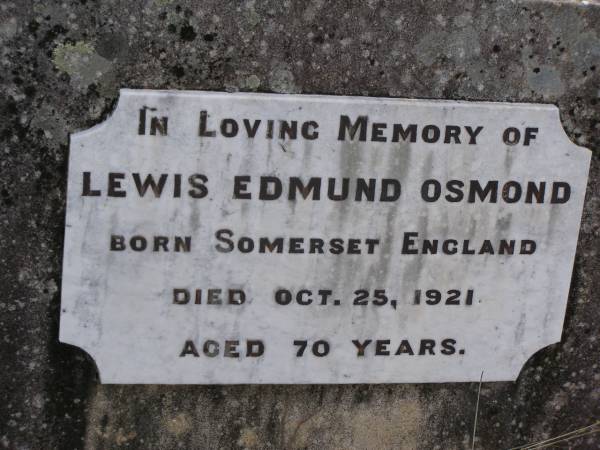 IN LOVING MEMORY OF
LEWIS EDMUND OSMOND
BORN SOMERSET ENGLAND
DIED OCT. 25, 1921
AGED 70 YEARS.